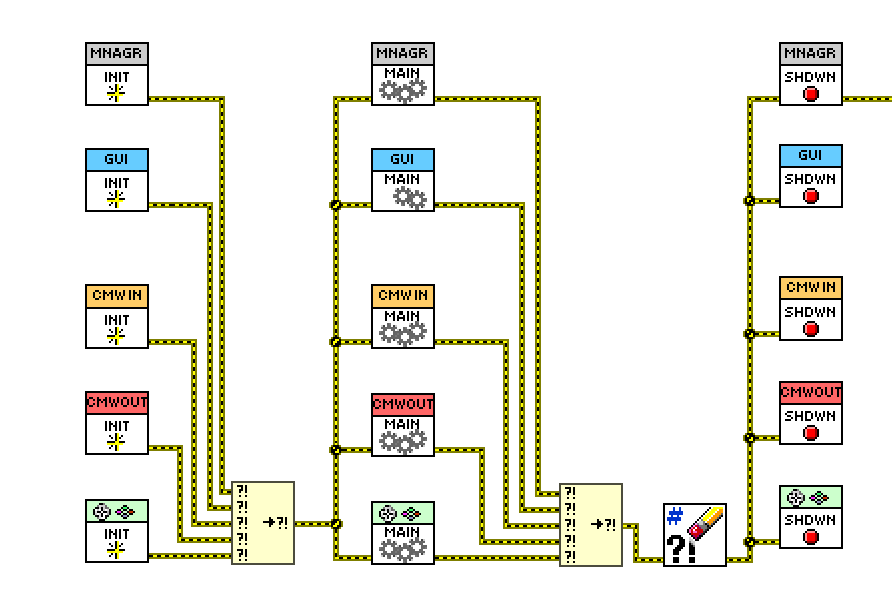 MNAGR
INIT
MNAGR
MAIN
MNAGR
SHDWN
GUI
INIT
GUI
MAIN
GUI
SHDWN
CMWIN
INIT
CMWIN
MAIN
CMWIN
SHDWN
CMWOUT
INIT
CMWOUT
MAIN
CMWOUT
SHDWN
?!
?!
?!
?!
?!
➔?!
?!
?!
?!
?!
?!
➔?!
#
?!
INIT
MAIN
SHDWN